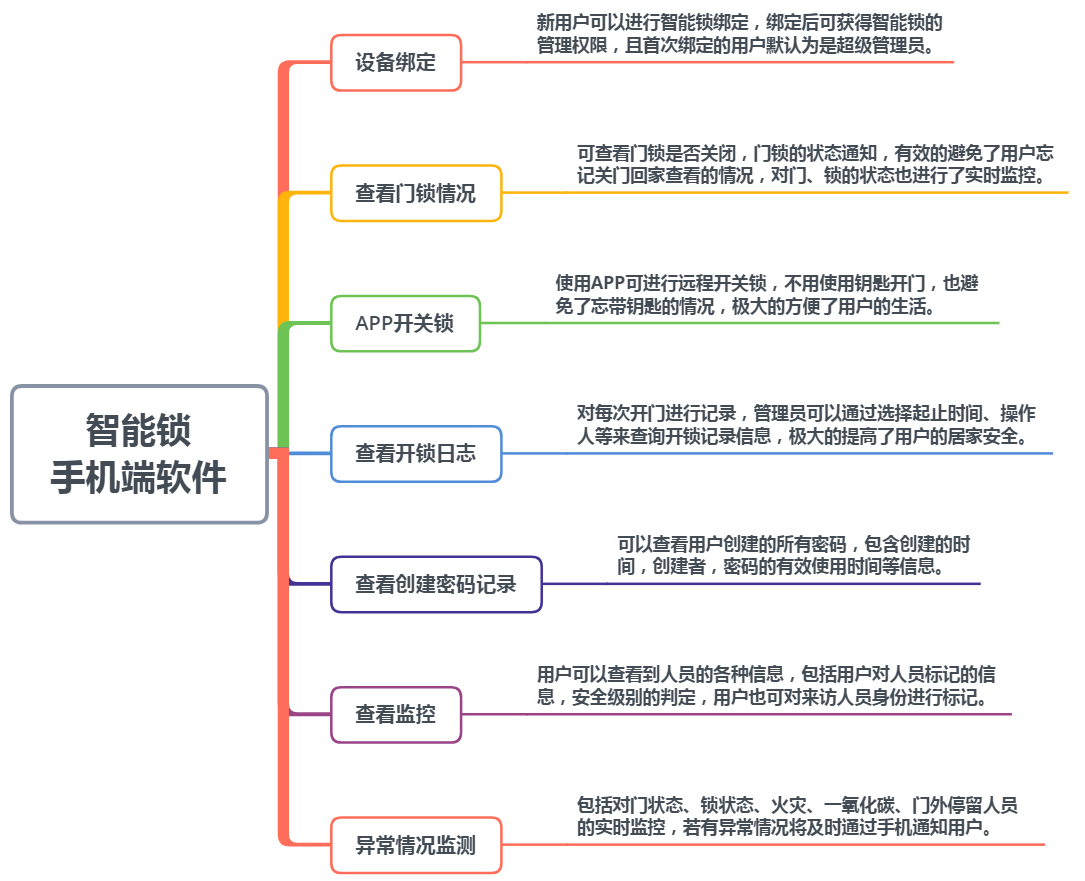 新用户可以进行智能锁绑定，绑定后可获得智能锁的
管理权限，且首次绑定的用户默认为是超级管理员。
设备绑定
可查看门锁是否关闭，门锁的状态通知，有效的避免了用户忘
记关门回家查看的情况，对门、锁的状态也进行了实时监控。
查看门锁情况
使用APP可进行远程开关锁，不用使用钥匙开门，也避
免了忘带钥匙的情况，极大的方便了用户的生活。
APP开关锁
智能锁
手机端软件
对每次开门进行记录，管理员可以通过选择起止时间、操作
人等来查询开锁记录信息，极大的提高了用户的居家安全。
查看开锁日志
可以查看用户创建的所有密码，包含创建的时
间，创建者，密码的有效使用时间等信息。
查看创建密码记录
用户可以查看到人员的各种信息，包括用户对人员标记的信
息，安全级别的判定，用户也可对来访人员身份进行标记。
查看监控
包括对门状态、锁状态、火灾、一氧化碳、门外停留人员
的实时监控，若有异常情况将及时通过手机通知用户。
异常情况监测